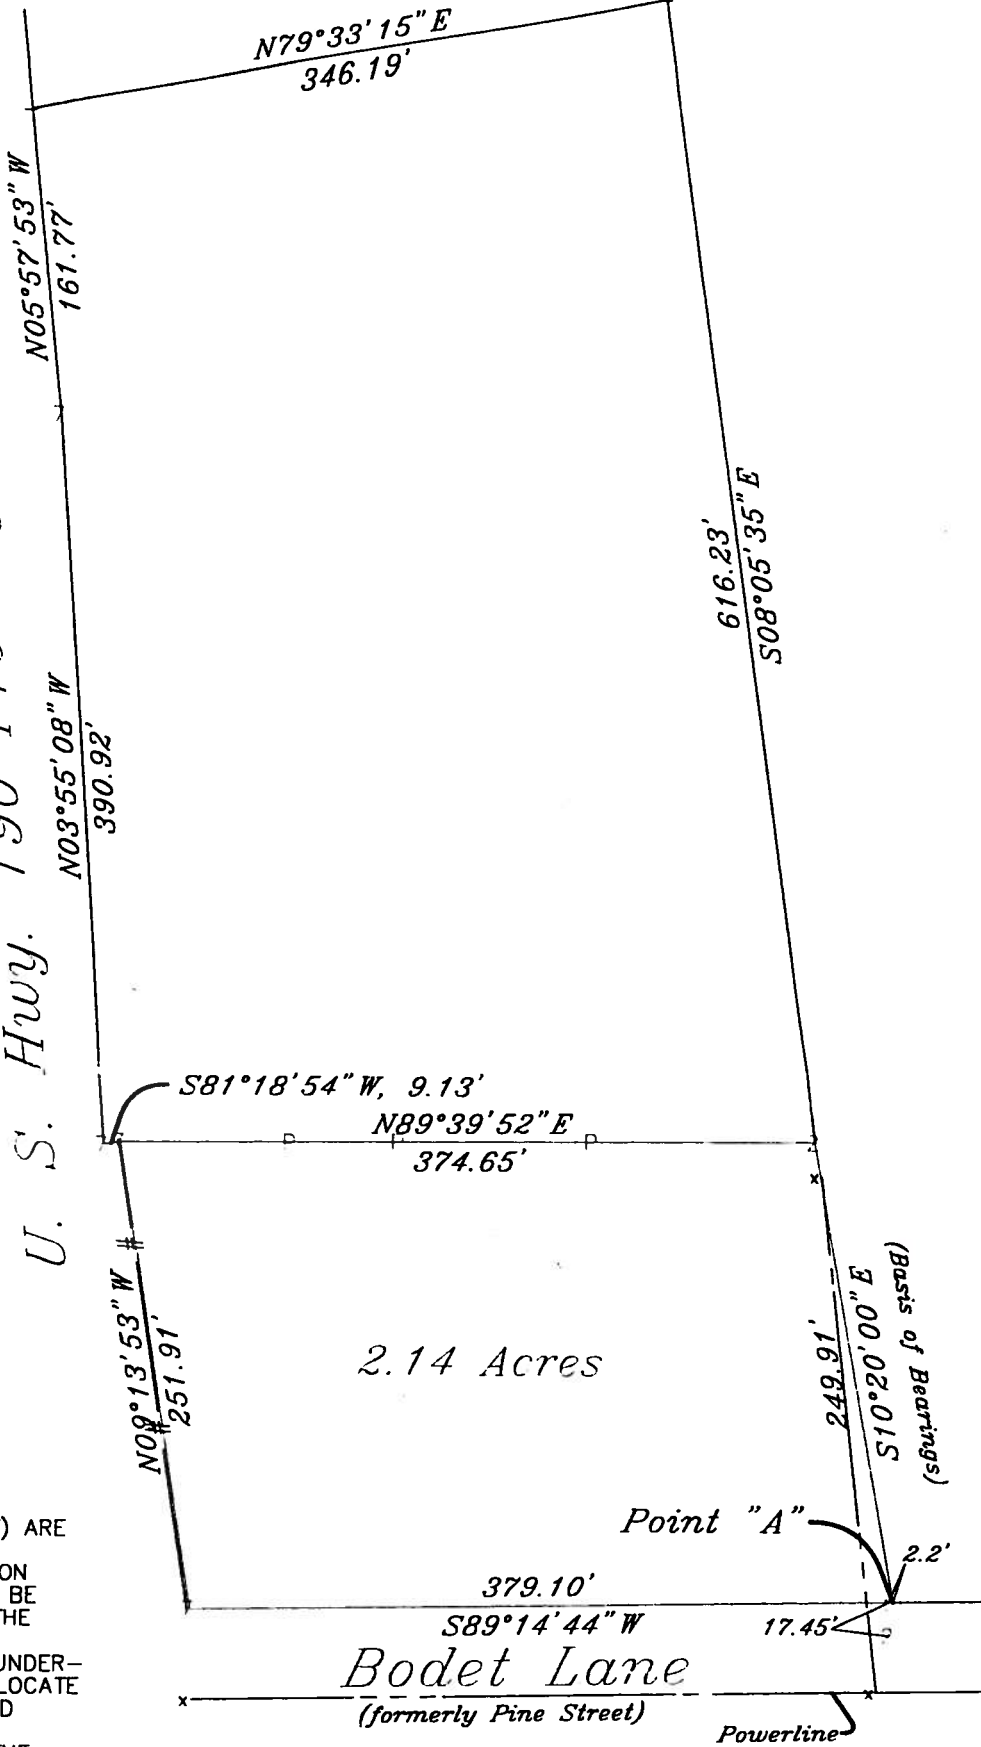 N79°33'15"E
346.19'
N05°57'53"W
161.77'
616.23'
S08°05'35"E
N03°55'08"W
390.92'
U. S. Hwy. 190
S81°18'54"W, 9.13'
N89°39'52"E
374.65'
N09°13'53"W
251.91'
2.14 Acres
249.91'
S10°20'00"E
(Basis of Bearings)
Point "A"
2.2'
379.10'
S89°14'44"W
17.45'
Bodet Lane
(formerly Pine Street)
Powerline
) ARE
ON
BE
THE
UNDER-
LOCATE
D